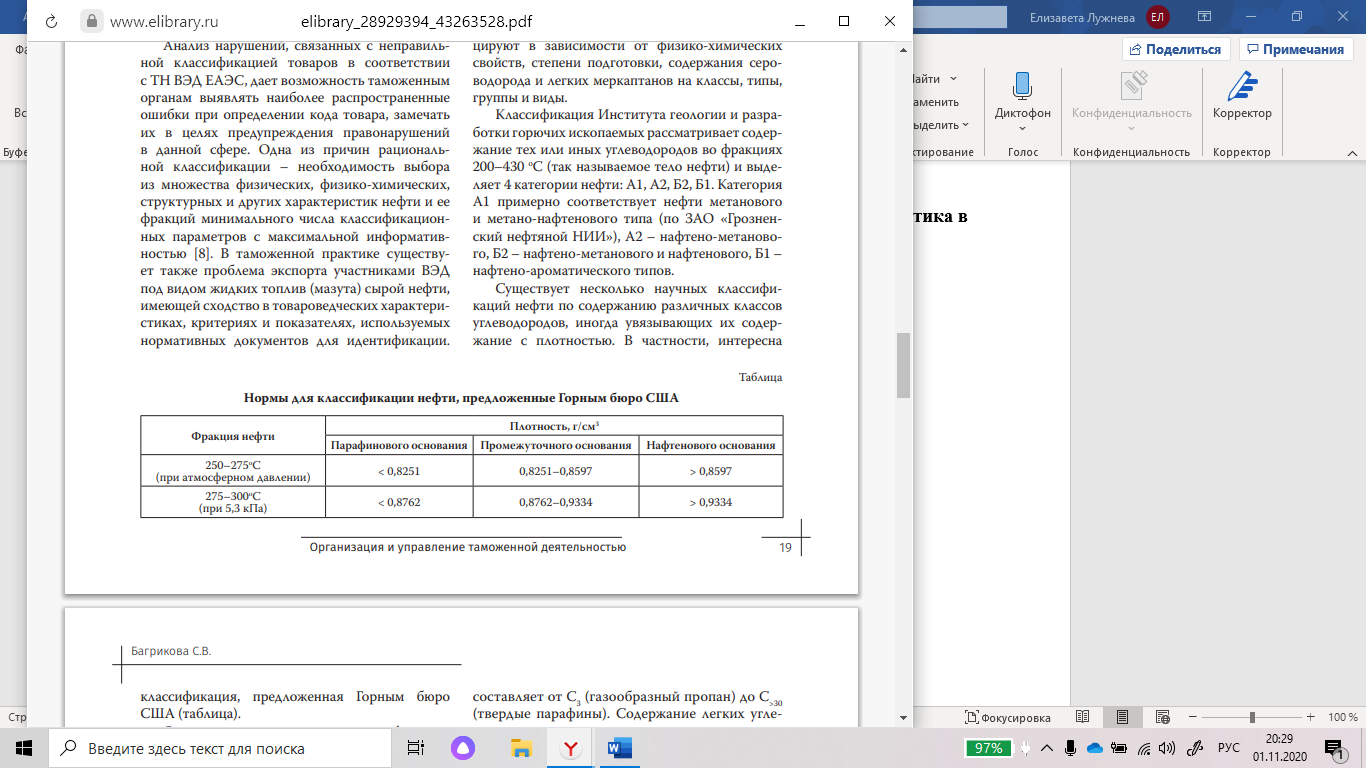 www.elibrary.ru
elibrary_28929394_43263528.pdf
Елизавета Лужнева
ЕЛ
Поделиться
Примечания
Вс
Буфе
Найти
аменить
ыделить
ктирование
Диктофон
Голос
Конфиденциальность
Конфиденциальность
Корректор
Корректор
тика в
Анализ нарушений, связанных с неправиль-
ной классификацией товаров в соответствии
с ТН ВЭД ЕАЭС, дает возможность таможенным
органам выявлять наиболее распространенные
ошибки при определении кода товара, замечать
их в целях предупреждения правонарушений
в данной сфере. Одна из причин рациональ-
ной классификации – необходимость выбора
из множества физических, физико-химических,
структурных и других характеристик нефти и ее
фракций минимального числа классификацион-
ных параметров с максимальной информатив-
ностью [8]. В таможенной практике существу-
ет также проблема экспорта участниками ВЭД
под видом жидких топлив (мазута) сырой нефти,
имеющей сходство в товароведческих характери-
стиках, критериях и показателях, используемых
нормативных документов для идентификации.
цируют в зависимости от физико-химических
свойств, степени подготовки, содержания серо-
водорода и легких меркаптанов на классы, типы,
группы и виды.
Классификация Института геологии и разра-
ботки горючих ископаемых рассматривает содер-
жание тех или иных углеводородов во фракциях
200–430 °С (так называемое тело нефти) и выде-
ляет 4 категории нефти: А1, А2, Б2, Б1. Категория
А1 примерно соответствует нефти метанового
и метано-нафтенового типа (по ЗАО «Грознен-
ский нефтяной НИИ»), А2 – нафтено-метаново-
го, Б2 – нафтено-метанового и нафтенового, Б1 –
нафтено-ароматического типов.
Существует несколько научных классифи-
каций нефти по содержанию различных классов
углеводородов, иногда увязывающих их содер-
жание с плотностью. В частности, интересна
Таблица
Нормы для классификации нефти, предложенные Горным бюро США
Фракция нефти
Плотность, г/см³
Парафинового основания Промежуточного основания Нафтенового основания
250–275°С
(при атмосферном давлении)
< 0,8251 0,8251–0,8597 > 0,8597
275–300°С
(при 5,3 кПа)
< 0,8762 0,8762–0,9334 > 0,9334
Организация и управление таможенной деятельностью
19
Багрикова С.В.
классификация, предложенная Горным бюро
США (таблица).
составляет от С₃ (газообразный пропан) до С>₃₀
(твердые парафины). Содержание легких угле-
Стр
Фокусировка
100 %
Введите здесь текст для поиска
97%
РУС
20:29
01.11.2020
1